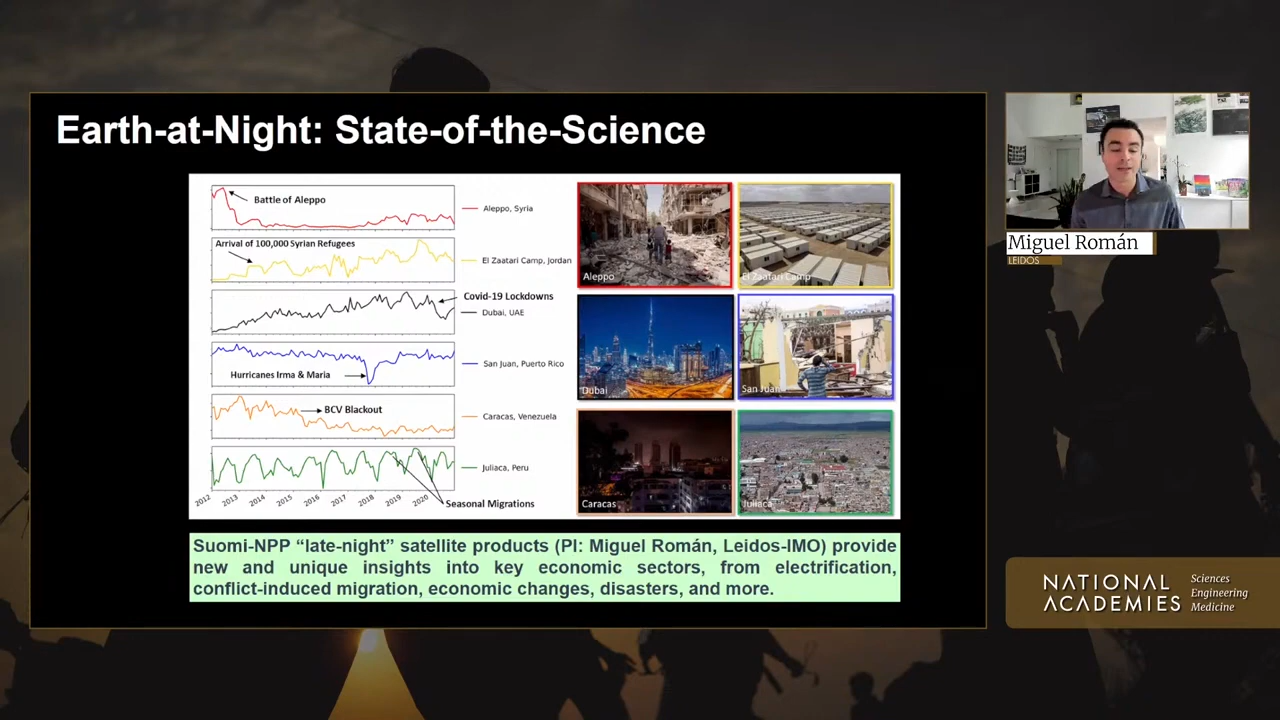 Earth-at-Night: State-of-the-Science
Battle of Aleppo
Aleppo, Syria
Arrival of 100,000 Syrian Refugees
El Zaatari Camp, Jordan
Covid-19 Lockdowns
Dubai, UAE
San Juan, Puerto Rico
Hurricanes Irma & Maria
BCV Blackout
Caracas, Venezuela
Juliaca, Peru
Seasonal Migrations
2012 2013 2014 2015 2016 2017 2018 2019 2020
Aleppo
El Zaatari Camp
Dubai
San Juan
Caracas
Juliaca
Suomi-NPP “late-night” satellite products (PI: Miguel Román, Leidos-IMO) provide
new and unique insights into key economic sectors, from electrification,
conflict-induced migration, economic changes, disasters, and more.
Miguel Román
LEIDOS
NATIONAL
ACADEMIES
Sciences
Engineering
Medicine